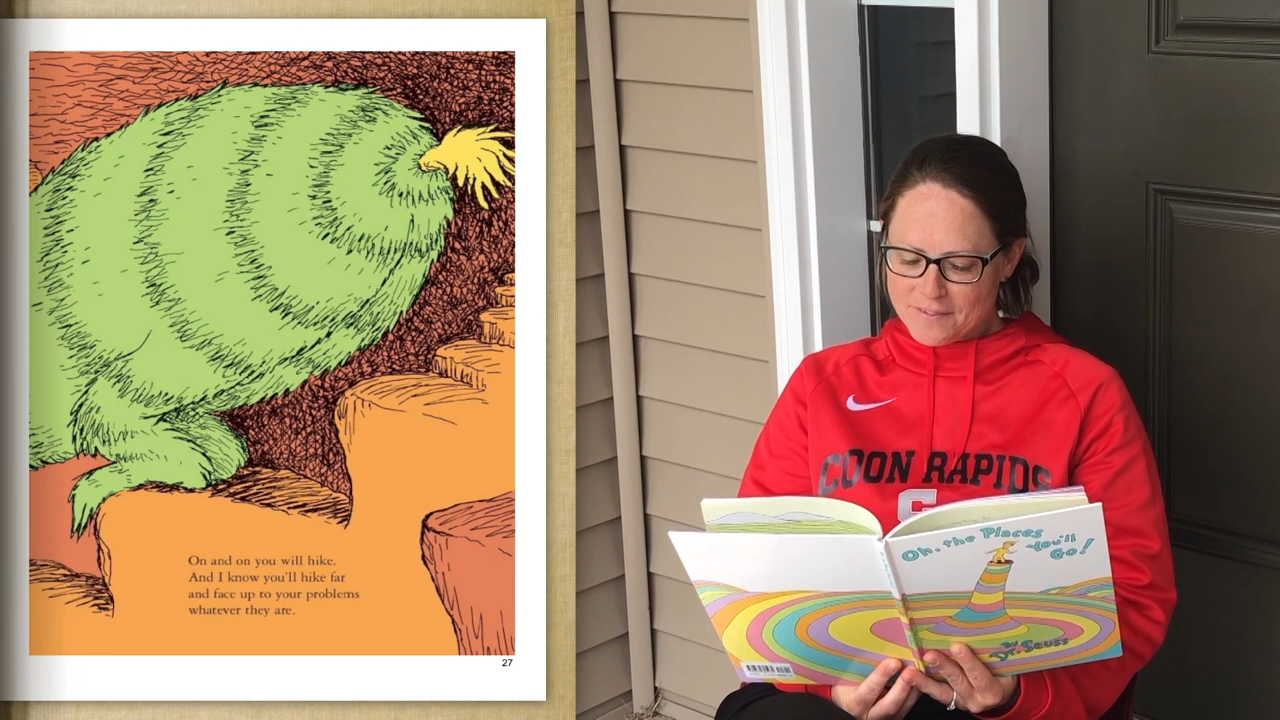 On and on you will hike.
And I know you'll hike far
and face up to your problems
whatever they are.
27
COON RAPIDS
C
Oh, the Places
You'll
Go!
By
Dr. Seuss